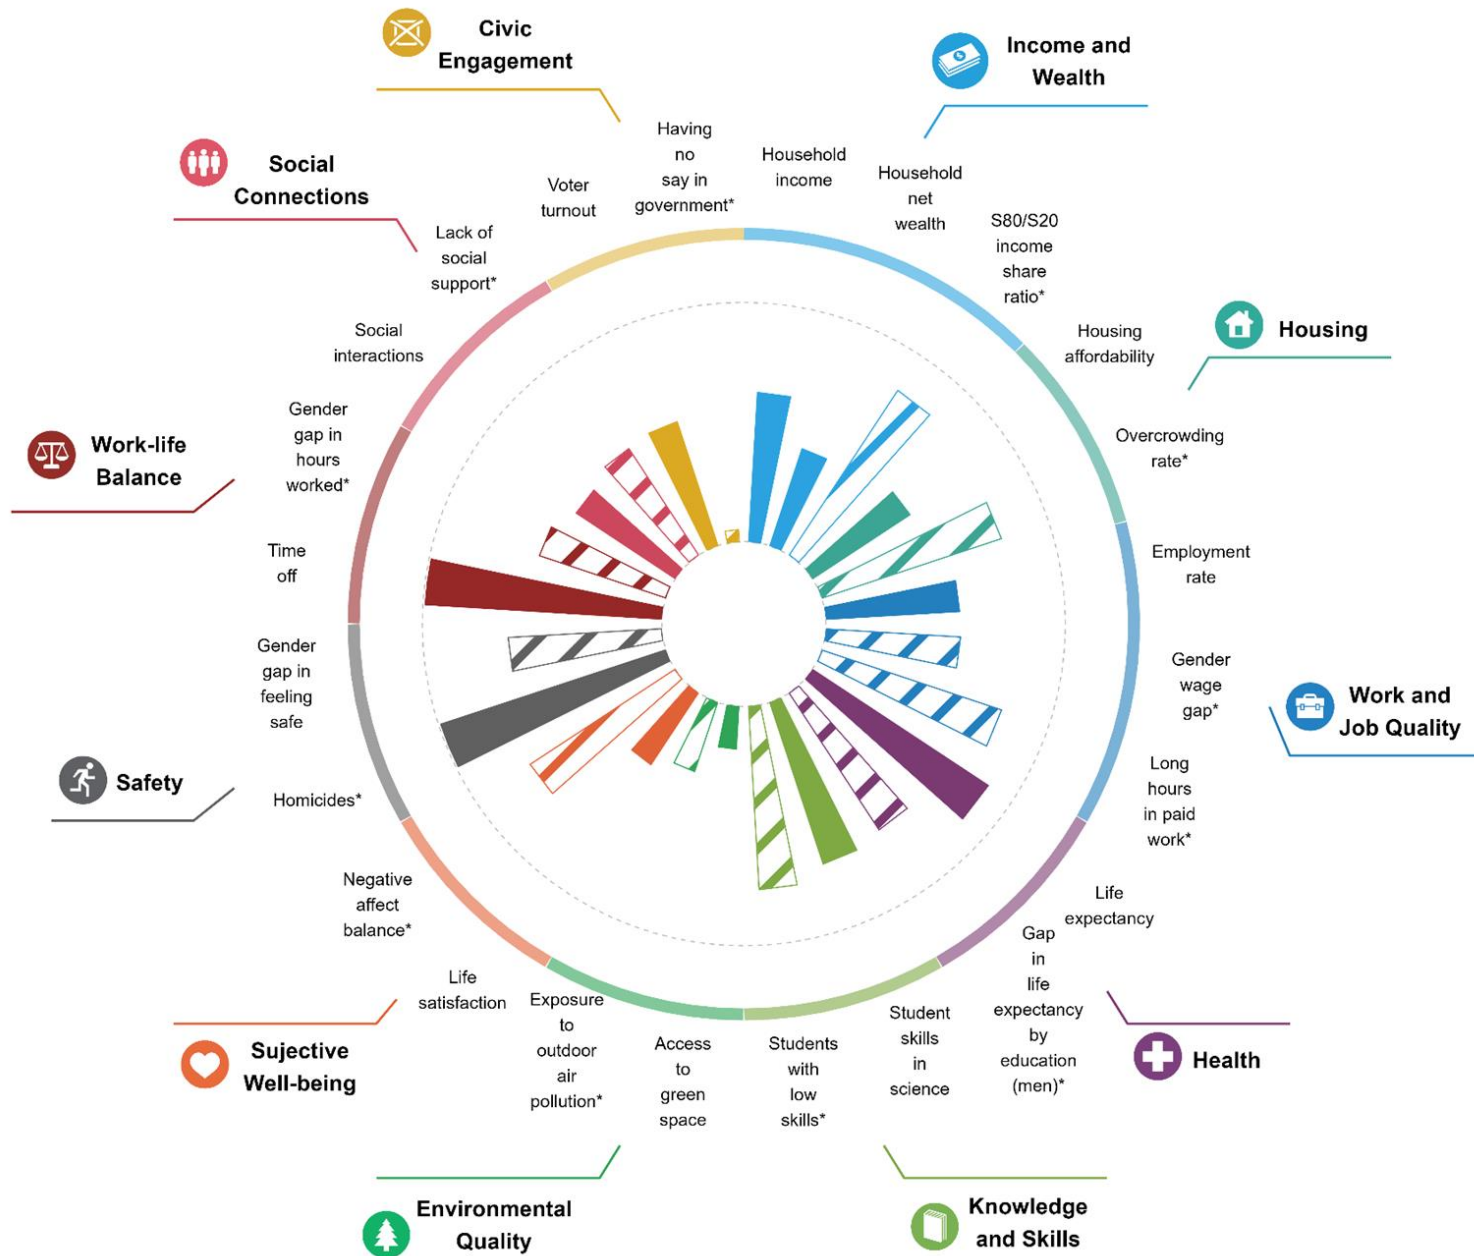 Civic
Engagement
Income and
Wealth
Social
Connections
Having
no
say in
government*
Household
income
Household
net
wealth
Voter
turnout
S80/S20
income
share
ratio*
Lack of
social
support*
Housing
Housing
affordability
Social
interactions
Gender
gap in
hours
worked*
Overcrowding
rate*
Work-life
Balance
Time
off
Employment
rate
Gender
gap in
feeling
safe
Gender
wage
gap*
Work and
Job Quality
Safety
Homicides*
Long
hours
in paid
work*
Negative
affect
balance*
Life
expectancy
Gap
in
life
expectancy
by
education
(men)*
Life
satisfaction
Exposure
to
outdoor
air
pollution*
Access
to
green
space
Students
with
low
skills*
Student
skills
in
science
Sujective
Well-being
Health
Environmental
Quality
Knowledge
and Skills